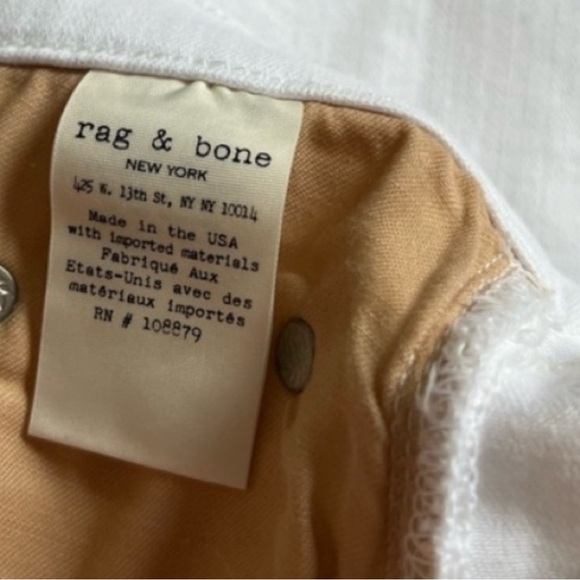 rag & bone
NEW YORK
425 W. 13th St, NY NY 10014
Made in the USA
with imported materials
Fabriqué Aux
Etats-Unis avec des
matériaux importés
RN # 108879